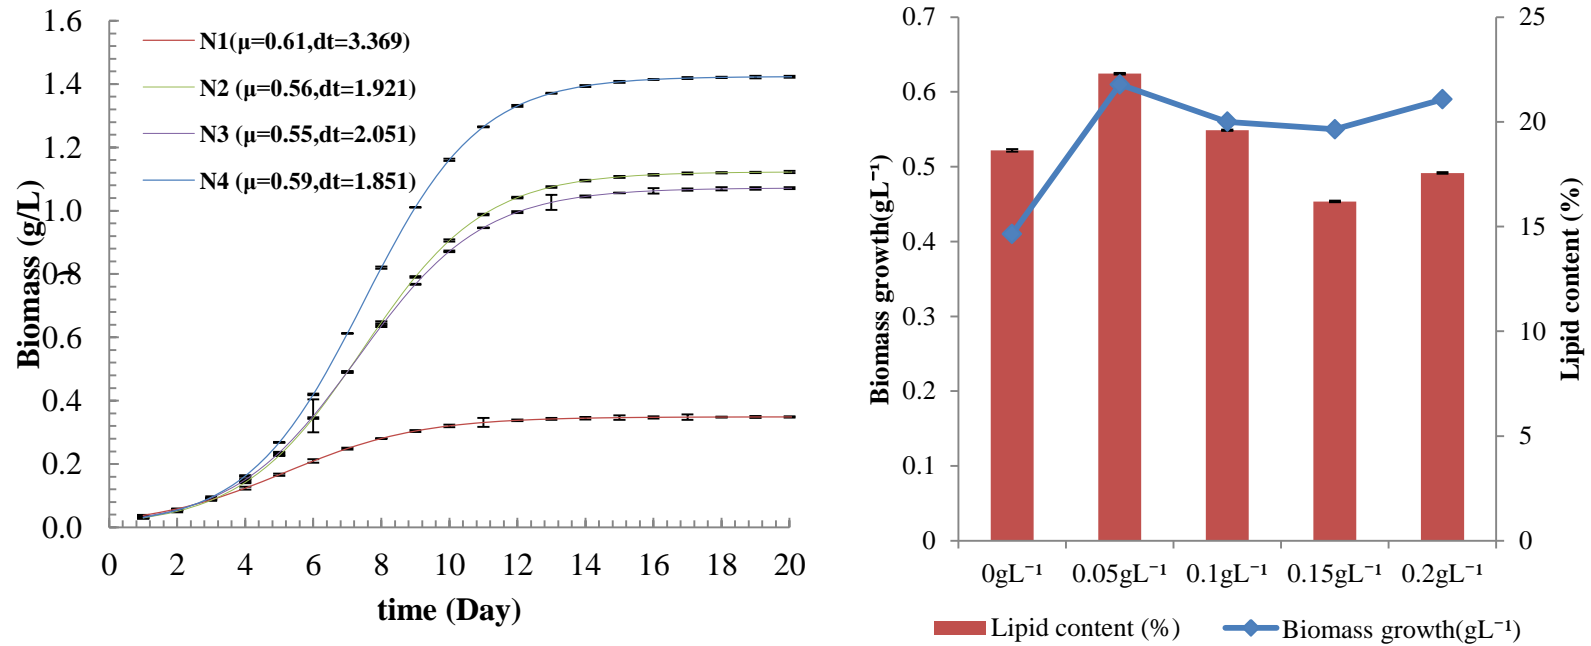 1.6
1.4
1.2
1.0
0.8
0.6
0.4
0.2
0.0
0 2 4 6 8 10 12 14 16 18 20
Biomass (g/L)
time (Day)
N1(μ=0.61,dt=3.369)
N2 (μ=0.56,dt=1.921)
N3 (μ=0.55,dt=2.051)
N4 (μ=0.59,dt=1.851)
0.7
0.6
0.5
0.4
0.3
0.2
0.1
0
Biomass growth(gL⁻¹)
25
20
15
10
5
0
Lipid content (%)
0gL⁻¹ 0.05gL⁻¹ 0.1gL⁻¹ 0.15gL⁻¹ 0.2gL⁻¹
Lipid content (%) Biomass growth(gL⁻¹)